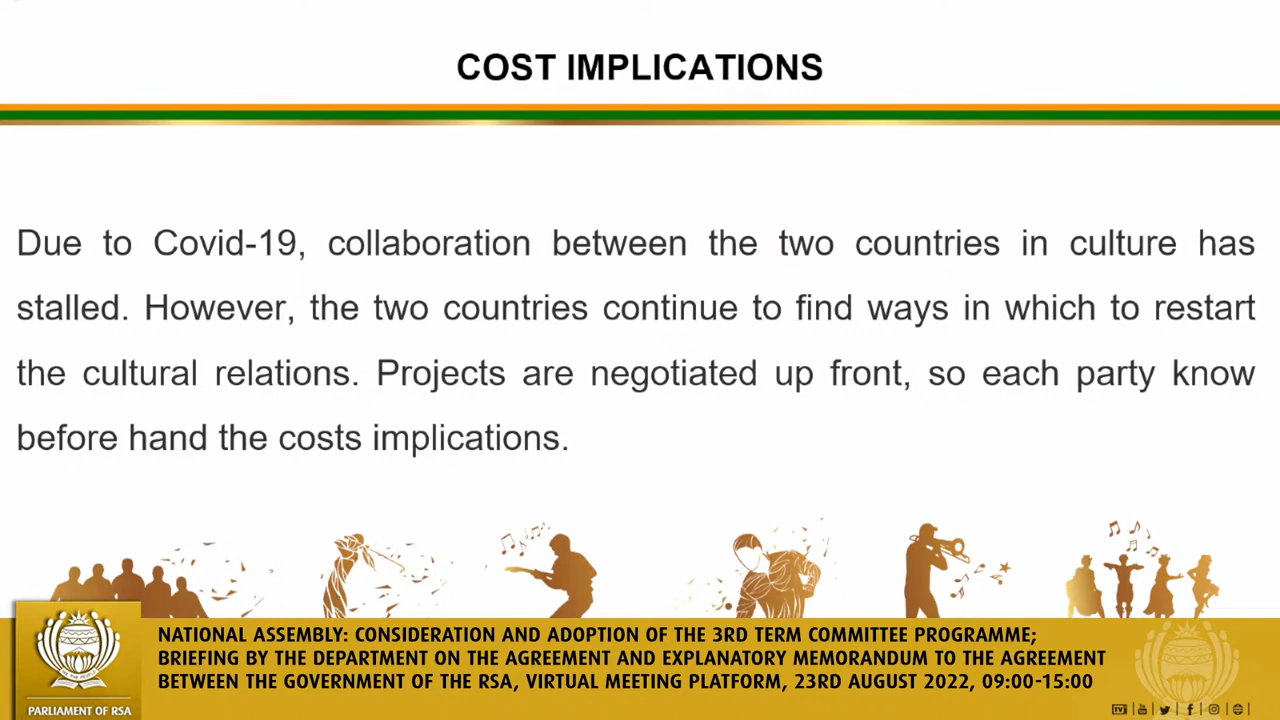 COST IMPLICATIONS
Due to Covid-19, collaboration between the two countries in culture has
stalled. However, the two countries continue to find ways in which to restart
the cultural relations. Projects are negotiated up front, so each party know
before hand the costs implications.
NATIONAL ASSEMBLY: CONSIDERATION AND ADOPTION OF THE 3RD TERM COMMITTEE PROGRAMME;
BRIEFING BY THE DEPARTMENT ON THE AGREEMENT AND EXPLANATORY MEMORANDUM TO THE AGREEMENT
BETWEEN THE GOVERNMENT OF THE RSA, VIRTUAL MEETING PLATFORM, 23RD AUGUST 2022, 09:00-15:00
PARLIAMENT OF RSA